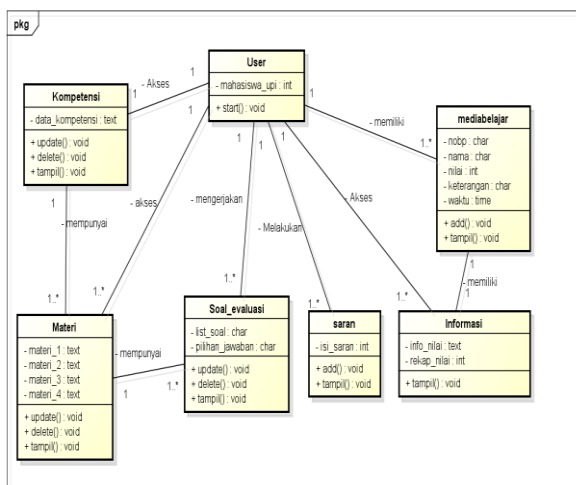 pkg
User
- mahasiswa_upi : int
+ start() : void
Kompetensi
- data_kompetensi : text
+ update() : void
+ delete() : void
+ tampil() : void
mediabelajar
- nobp : char
- nama : char
- nilai : int
- keterangan : char
- waktu : time
+ add() : void
+ tampil() : void
1
- Akses
1
1
- akses
1..*
1
- mengerjakan
1..*
1
- Melakukan
1..*
1
- Akses
1..*
1
- memiliki
1..*
1
- mempunyai
1..*
1
- memiliki
1
Materi
- materi_1 : text
- materi_2 : text
- materi_3 : text
- materi_4 : text
+ update() : void
+ delete() : void
+ tampil() : void
- mempunyai
1
1..*
Soal_evaluasi
- list_soal : char
- pilihan_jawaban : char
+ update() : void
+ delete() : void
+ tampil() : void
saran
- isi_saran : int
+ add() : void
+ tampil() : void
Informasi
- info_nilai : text
- rekap_nilai : int
+ tampil() : void